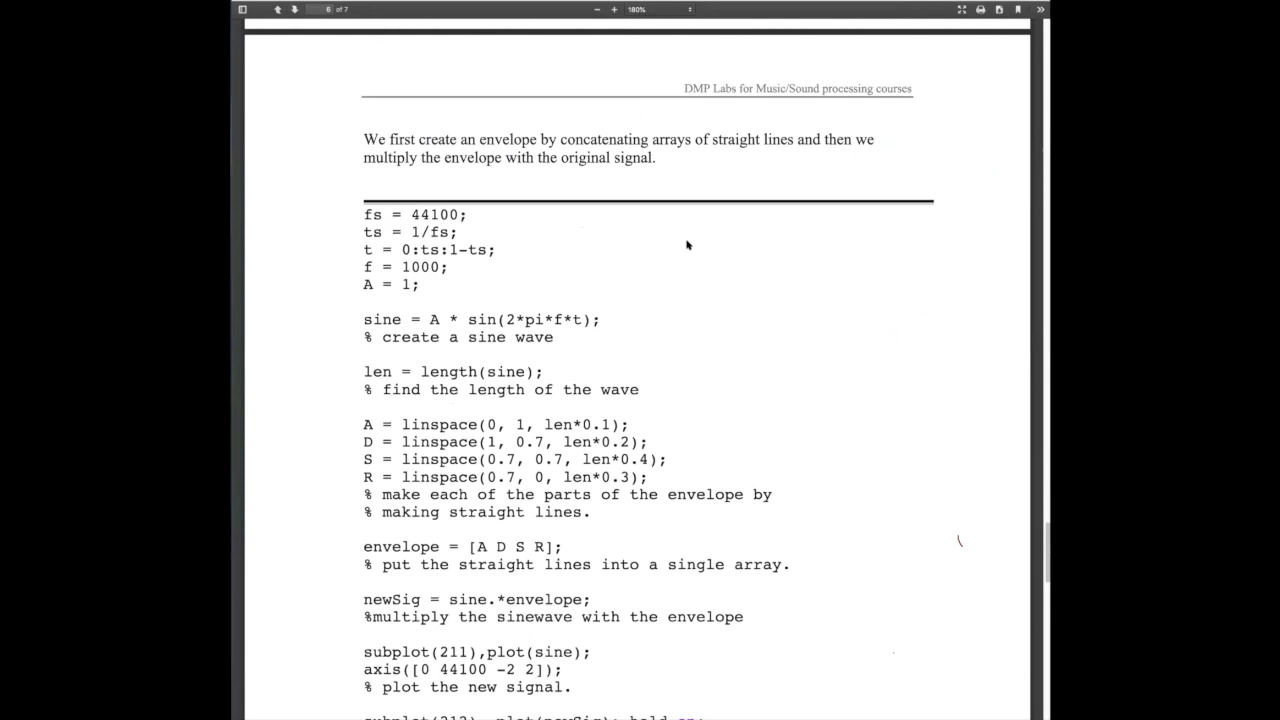 6 of 7
180%
DMP Labs for Music/Sound processing courses
We first create an envelope by concatenating arrays of straight lines and then we
multiply the envelope with the original signal.
fs = 44100;
ts = 1/fs;
t = 0:ts:1-ts;
f = 1000;
A = 1;
sine = A * sin(2*pi*f*t);
% create a sine wave
len = length(sine);
% find the length of the wave
A = linspace(0, 1, len*0.1);
D = linspace(1, 0.7, len*0.2);
S = linspace(0.7, 0.7, len*0.4);
R = linspace(0.7, 0, len*0.3);
% make each of the parts of the envelope by
% making straight lines.
envelope = [A D S R];
% put the straight lines into a single array.
newSig = sine.*envelope;
%multiply the sinewave with the envelope
subplot(211),plot(sine);
axis([0 44100 -2 2]);
% plot the new signal.